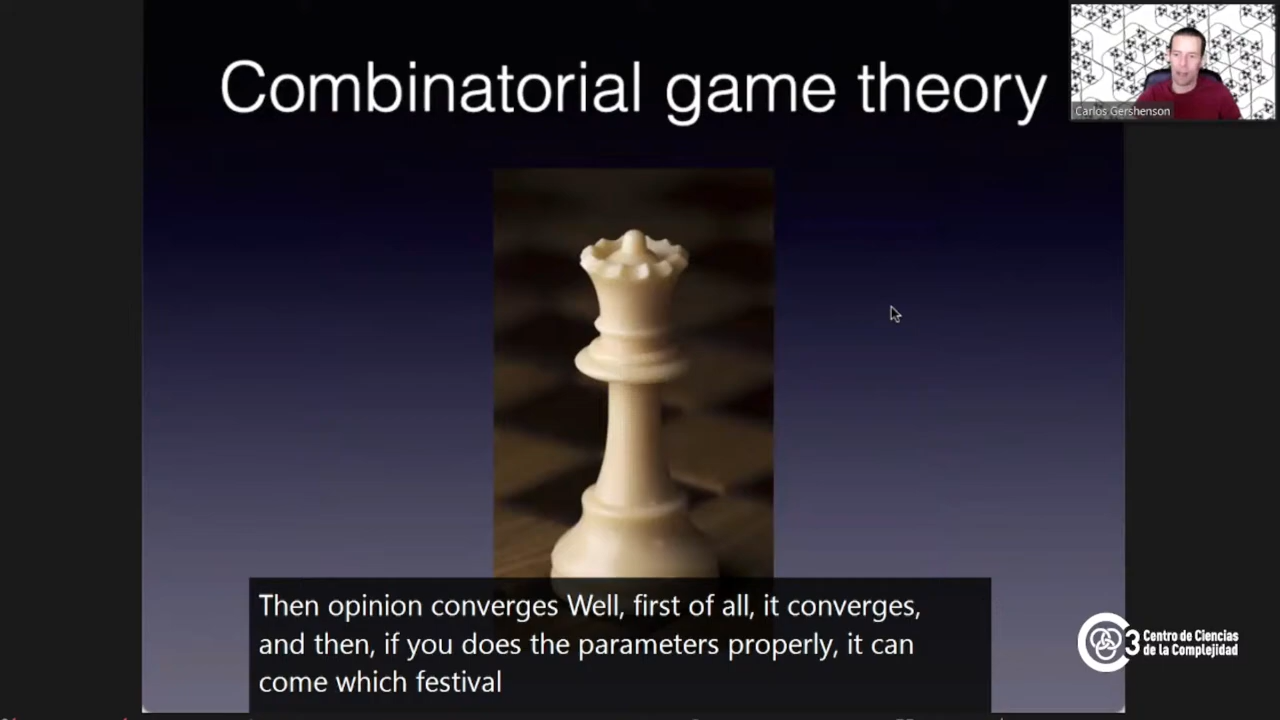 Combinatorial game theory
Carlos Gershenson
Then opinion converges Well, first of all, it converges,
and then, if you does the parameters properly, it can
come which festival
C3 Centro de Ciencias
de la Complejidad